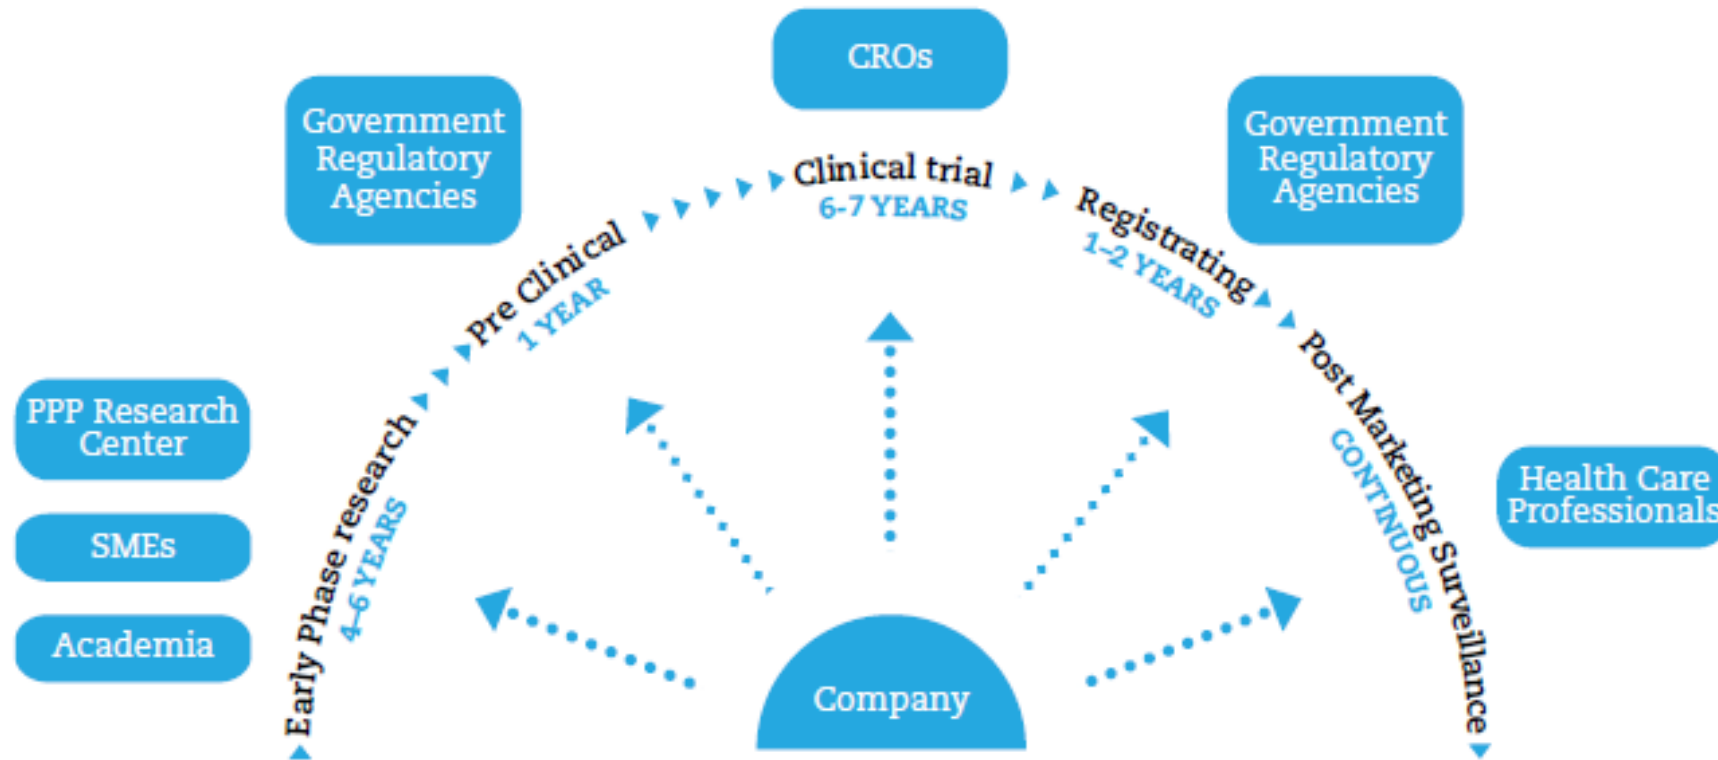 CROs
Government
Regulatory
Agencies
Government
Regulatory
Agencies
Clinical trial
6-7 YEARS
Pre Clinical
1 YEAR
Registrating
1–2 YEARS
PPP Research
Center
SMEs
Academia
Early Phase research
4–6 YEARS
Post Marketing Surveillance
CONTINUOUS
Health Care
Professionals
Company